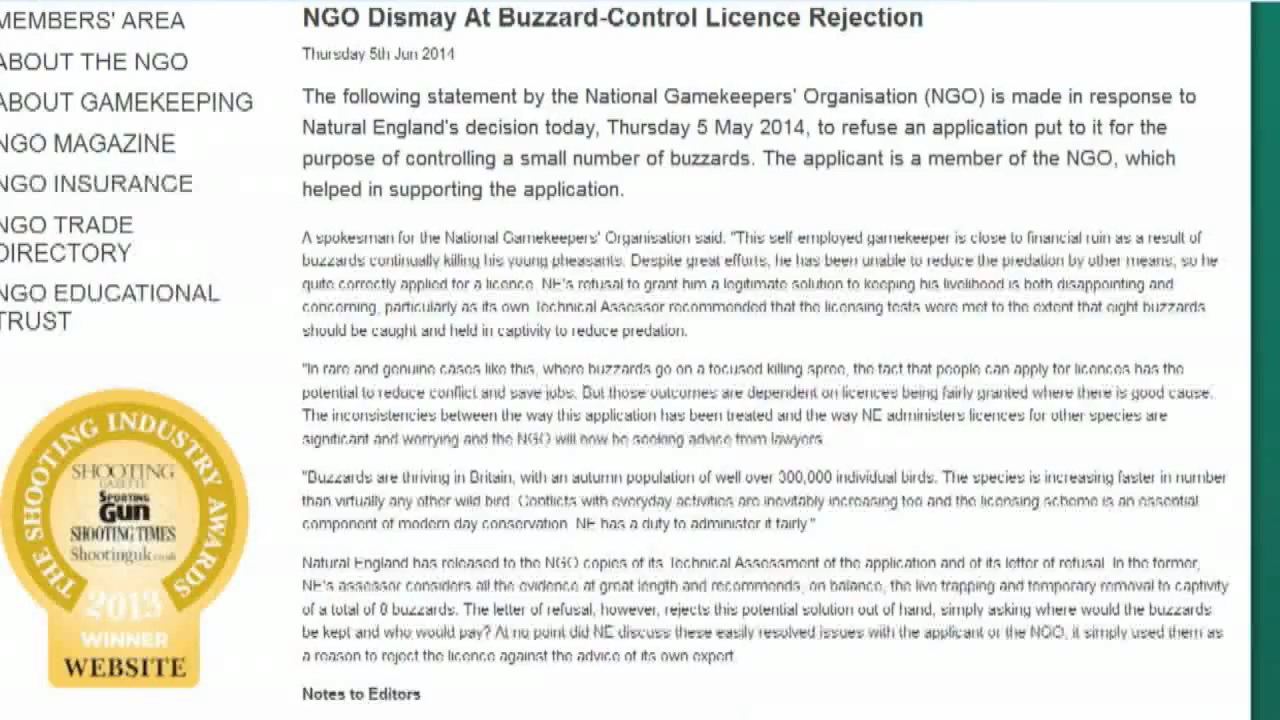 MEMBERS' AREA
ABOUT THE NGO
ABOUT GAMEKEEPING
NGO MAGAZINE
NGO INSURANCE
NGO TRADE
DIRECTORY
NGO EDUCATIONAL
TRUST
THE SHOOTING INDUSTRY AWARDS
SHOOTING
GAZETTE
SPORTING
Gun
SHOOTING TIMES
Shootinguk.co.uk
2013
WINNER
WEBSITE
NGO Dismay At Buzzard-Control Licence Rejection
Thursday 5th Jun 2014
The following statement by the National Gamekeepers' Organisation (NGO) is made in response to
Natural England's decision today, Thursday 5 May 2014, to refuse an application put to it for the
purpose of controlling a small number of buzzards. The applicant is a member of the NGO, which
helped in supporting the application.
A spokesman for the National Gamekeepers' Organisation said, "This self employed gamekeeper is close to financial ruin as a result of
buzzards continually killing his young pheasants. Despite great efforts, he has been unable to reduce the predation by other means, so he
quite correctly applied for a licence. NE's refusal to grant him a legitimate solution to keeping his livelihood is both disappointing and
concerning, particularly as its own Technical Assessor recommended that the licensing tests were met to the extent that eight buzzards
should be caught and held in captivity to reduce predation.
"In rare and genuine cases like this, where buzzards go on a focused killing spree, the fact that people can apply for licences has the
potential to reduce conflict and save jobs. But those outcomes are dependent on licences being fairly granted where there is good cause.
The inconsistencies between the way this application has been treated and the way NE administers licences for other species are
significant and worrying and the NGO will now be seeking advice from lawyers.
"Buzzards are thriving in Britain, with an autumn population of well over 300,000 individual birds. The species is increasing faster in number
than virtually any other wild bird. Conflicts with everyday activities are inevitably increasing too and the licensing scheme is an essential
component of modern day conservation. NE has a duty to administer it fairly."
Natural England has released to the NGO copies of its Technical Assessment of the application and of its letter of refusal. In the former,
NE's assessor considers all the evidence at great length and recommends, on balance, the live trapping and temporary removal to captivity
of a total of 8 buzzards. The letter of refusal, however, rejects this potential solution out of hand, simply asking where would the buzzards
be kept and who would pay? At no point did NE discuss these easily resolved issues with the applicant or the NGO, it simply used them as
a reason to reject the licence against the advice of its own expert.
Notes to Editors